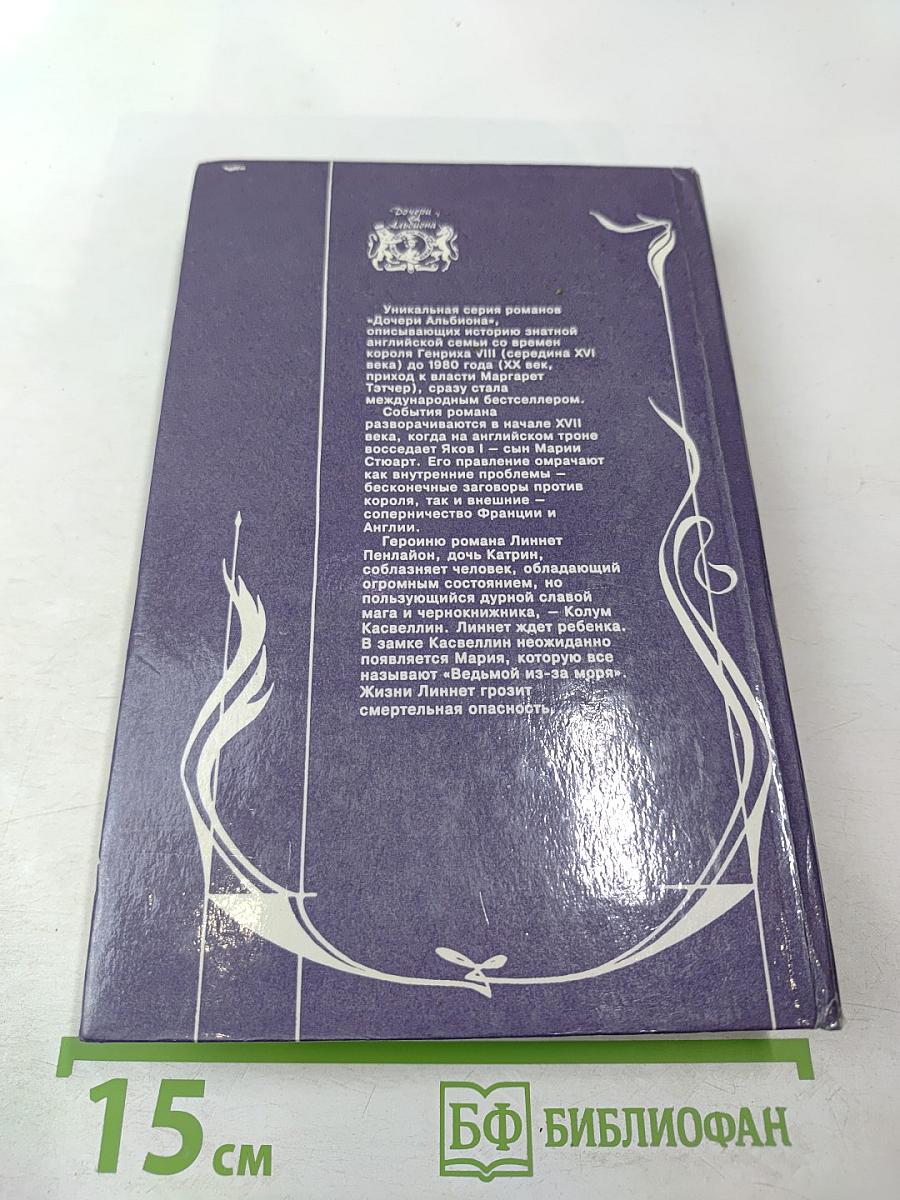 Дочери
Альбиона
Уникальная серия романов
«Дочери Альбиона»,
описывающих историю знатной
английской семьи со времен
короля Генриха VIII (середина XVI
века) до 1980 года (XX век,
приход к власти Маргарет
Тэтчер), сразу стала
международным бестселлером.
События романа
разворачиваются в начале XVII
века, когда на английском троне
восседает Яков I — сын Марии
Стюарт. Его правление омрачают
как внутренние проблемы —
бесконечные заговоры против
короля, так и внешние —
соперничество Франции и
Англии.
Героиню романа Линнет
Пенлайон, дочь Катрин,
соблазняет человек, обладающий
огромным состоянием, но
пользующийся дурной славой
мага и чернокнижника, — Колум
Касвеллин. Линнет ждет ребенка.
В замке Касвеллин неожиданно
появляется Мария, которую все
называют «Ведьмой из-за моря».
Жизни Линнет грозит
смертельная опасность.
15 см
БФ БИБЛИОФАН